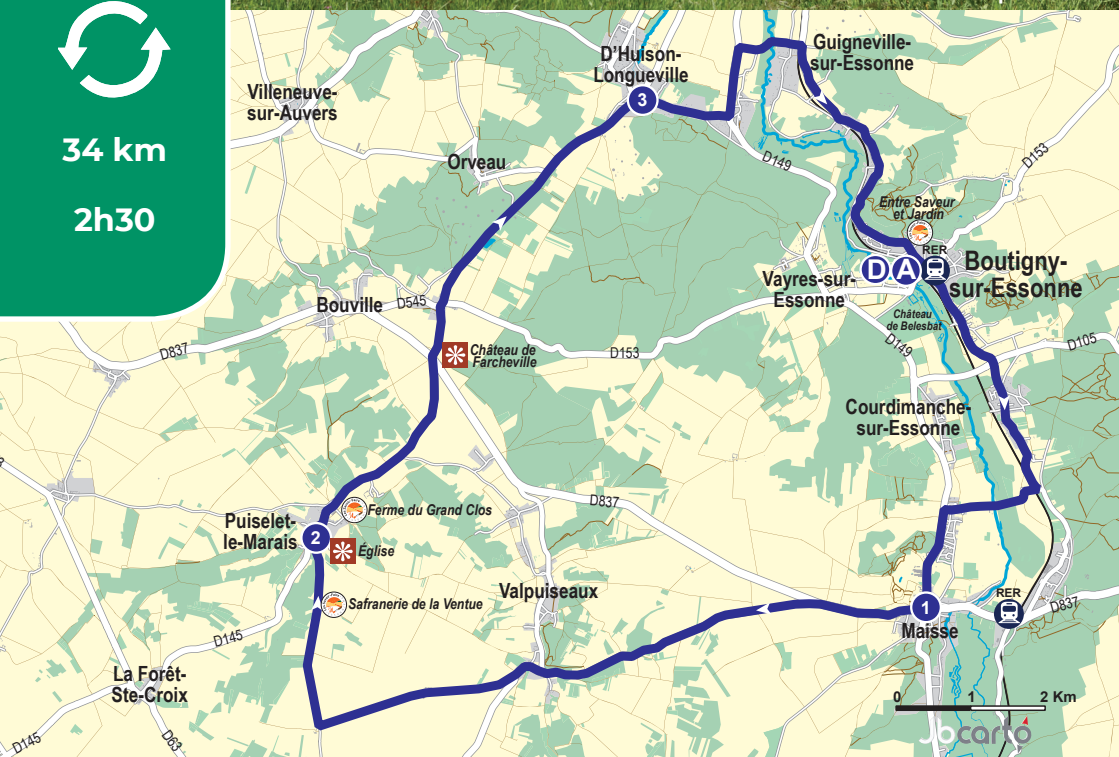 34 km
2h30
D'Huison-
Longueville
3
Guigneville-
sur-Essonne
Villeneuve-
sur-Auvers
Orveau
D149
D153
Entre Saveur
et Jardin
RER
D A
Boutigny-
sur-Essonne
Vayres-sur-
Essonne
Château
de Belesbat
Bouville
D545
D837
Château de
Farcheville
D153
D149
D105
Courdimanche-
sur-Essonne
D837
Ferme du Grand Clos
Puiselet-
le-Marais
2
Église
Safranerie de la Ventue
Valpuiseaux
1
Maisse
RER
D837
D145
La Forêt-
Ste-Croix
D145
D63
0 1 2 Km
Jbcarto